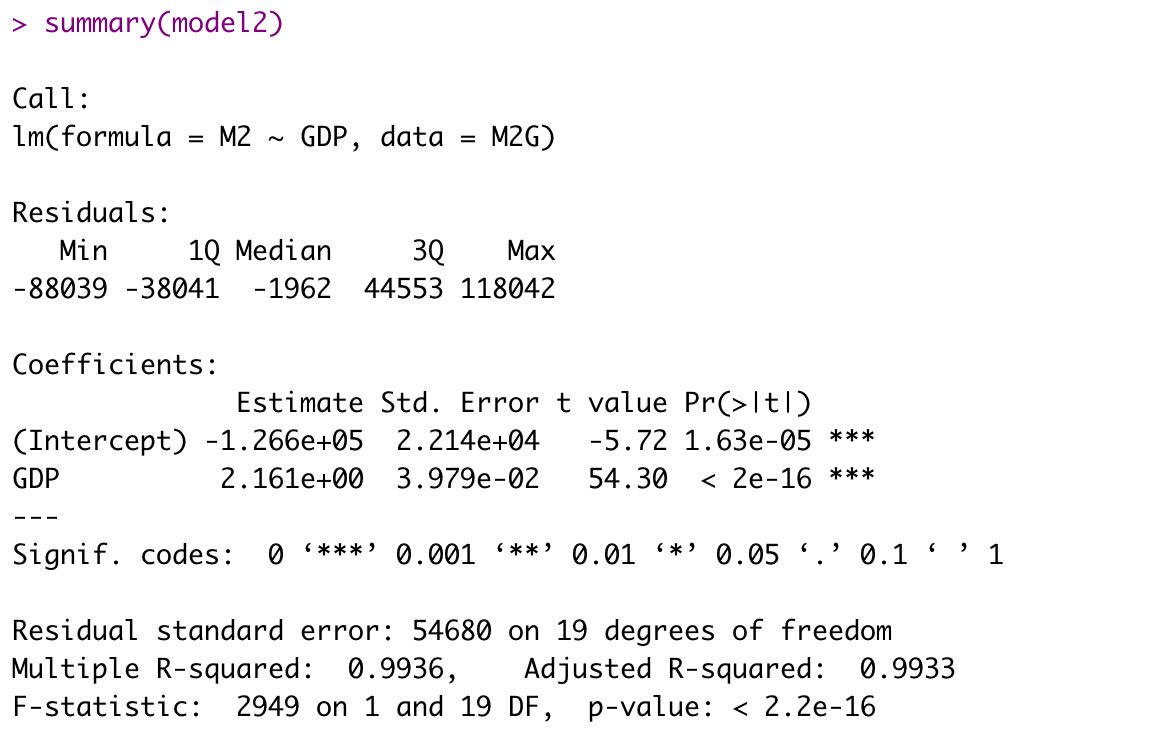 > summary(model2)
Call:
lm(formula = M2 ~ GDP, data = M2G)
Residuals:
   Min     1Q Median     3Q    Max
-88039 -38041  -1962  44553 118042
Coefficients:
              Estimate Std. Error t value Pr(>|t|)
(Intercept) -1.266e+05  2.214e+04   -5.72 1.63e-05 ***
GDP          2.161e+00  3.979e-02   54.30  < 2e-16 ***
---
Signif. codes:  0 ‘***’ 0.001 ‘**’ 0.01 ‘*’ 0.05 ‘.’ 0.1 ‘ ’ 1
Residual standard error: 54680 on 19 degrees of freedom
Multiple R-squared:  0.9936,    Adjusted R-squared:  0.9933
F-statistic:  2949 on 1 and 19 DF,  p-value: < 2.2e-16